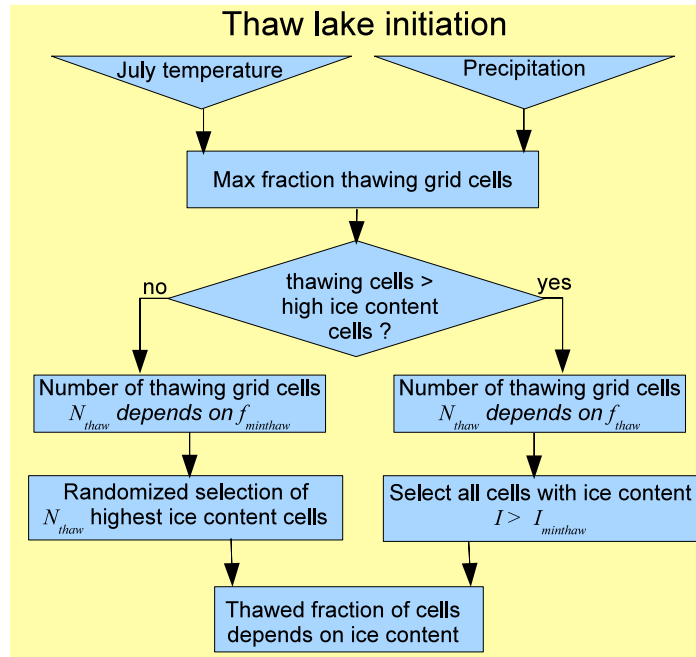 Thaw lake initiation
July temperature
Precipitation
Max fraction thawing grid cells
no
thawing cells >
high ice content
cells ?
yes
Number of thawing grid cells
N_thaw depends on f_minthaw
Number of thawing grid cells
N_thaw depends on f_thaw
Randomized selection of
N_thaw highest ice content cells
Select all cells with ice content
I > I_minthaw
Thawed fraction of cells
depends on ice content